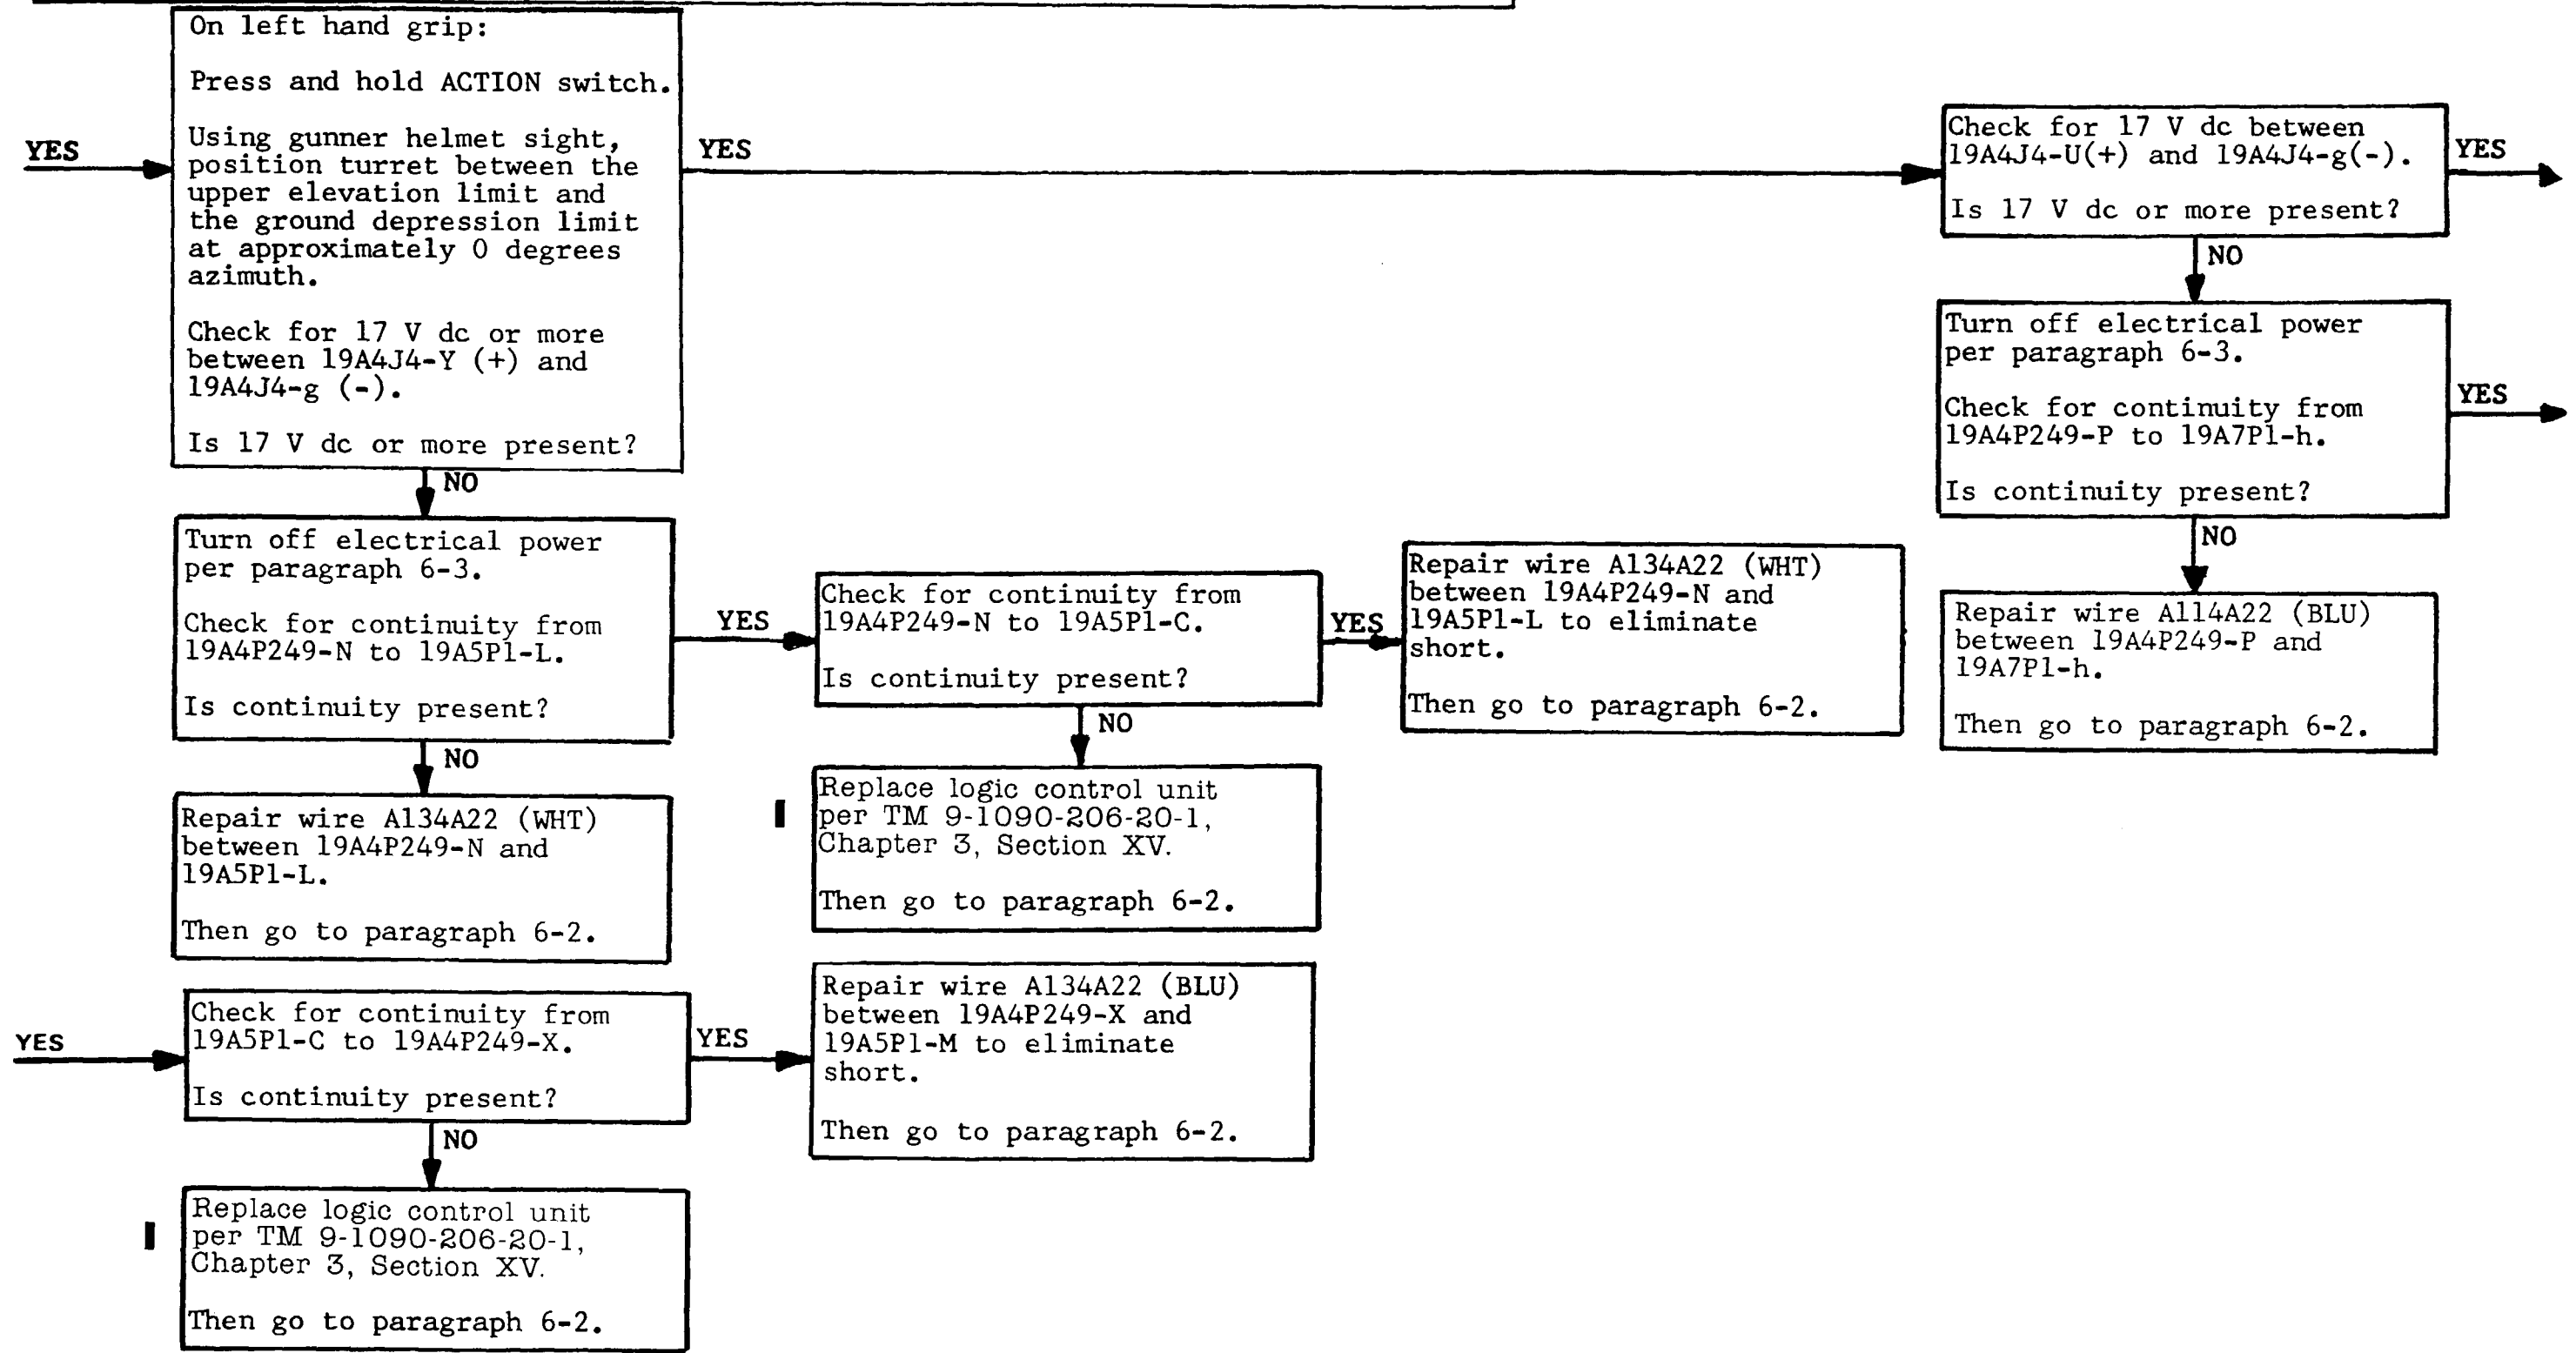 YES
On left hand grip:
Press and hold ACTION switch.
Using gunner helmet sight,
position turret between the
upper elevation limit and
the ground depression limit
at approximately 0 degrees
azimuth.
Check for 17 V dc or more
between 19A4J4-Y (+) and
19A4J4-g (-).
Is 17 V dc or more present?
YES
Check for 17 V dc between
19A4J4-U(+) and 19A4J4-g(-).
Is 17 V dc or more present?
YES
NO
Turn off electrical power
per paragraph 6-3.
Check for continuity from
19A4P249-P to 19A7P1-h.
Is continuity present?
YES
NO
Repair wire A114A22 (BLU)
between 19A4P249-P and
19A7P1-h.
Then go to paragraph 6-2.
NO
Turn off electrical power
per paragraph 6-3.
Check for continuity from
19A4P249-N to 19A5P1-L.
Is continuity present?
YES
Check for continuity from
19A4P249-N to 19A5P1-C.
Is continuity present?
YES
Repair wire A134A22 (WHT)
between 19A4P249-N and
19A5P1-L to eliminate
short.
Then go to paragraph 6-2.
NO
Repair wire A134A22 (WHT)
between 19A4P249-N and
19A5P1-L.
Then go to paragraph 6-2.
NO
Replace logic control unit
per TM 9-1090-206-20-1,
Chapter 3, Section XV.
Then go to paragraph 6-2.
YES
Check for continuity from
19A5P1-C to 19A4P249-X.
Is continuity present?
YES
Repair wire A134A22 (BLU)
between 19A4P249-X and
19A5P1-M to eliminate
short.
Then go to paragraph 6-2.
NO
Replace logic control unit
per TM 9-1090-206-20-1,
Chapter 3, Section XV.
Then go to paragraph 6-2.